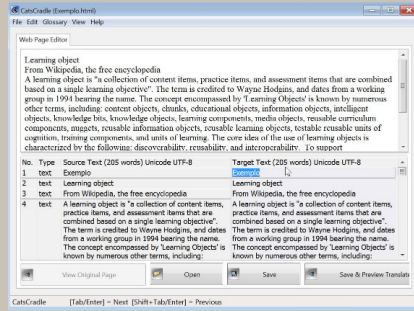 CatsCradle (Exemplo.html)
File Edit Glossary View Help
Web Page Editor
Learning object
From Wikipedia, the free encyclopedia
A learning object is "a collection of content items, practice items, and assessment items that are combined
based on a single learning objective". The term is credited to Wayne Hodgins, and dates from a working
group in 1994 bearing the name. The concept encompassed by 'Learning Objects' is known by numerous
other terms, including: content objects, chunks, educational objects, information objects, intelligent
objects, knowledge bits, knowledge objects, learning components, media objects, reusable curriculum
components, nuggets, reusable information objects, reusable learning objects, testable reusable units of
cognition, training components, and units of learning. The core idea of the use of learning objects is
characterized by the following: discoverability, reusability, and interoperability. To support
No. Type Source Text (205 words) Unicode UTF-8 Target Text (205 words) Unicode UTF-8
1 text Exemplo Exemplo
2 text Learning object Learning object
3 text From Wikipedia, the free encyclopedia From Wikipedia, the free encyclopedia
4 text A learning object is "a collection of content items, A learning object is "a collection of content items,
practice items, and assessment items that are practice items, and assessment items that are
combined based on a single learning objective". combined based on a single learning objective".
The term is credited to Wayne Hodgins, and dates The term is credited to Wayne Hodgins, and dates
from a working group in 1994 bearing the name. from a working group in 1994 bearing the name.
The concept encompassed by 'Learning Objects' is The concept encompassed by 'Learning Objects' is
known by numerous other terms, including: known by numerous other terms, including:
View Original Page Open Save Save & Preview Translat
CatsCradle [Tab/Enter] = Next [Shift+Tab/Enter] = Previous